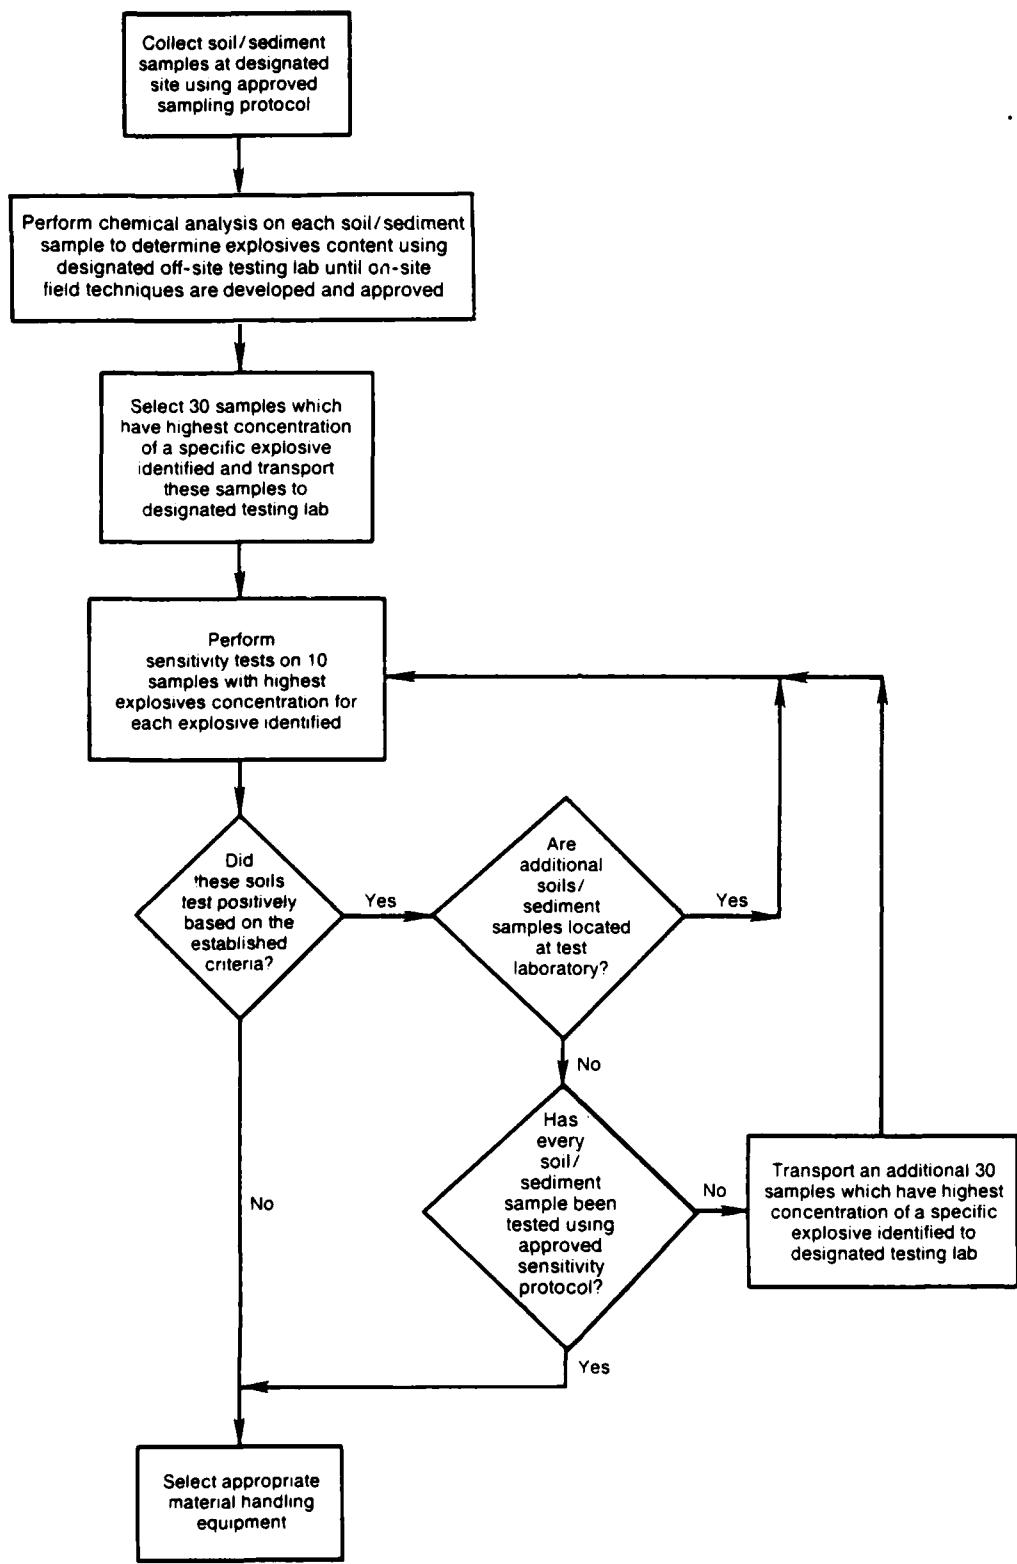 Collect soil/sediment
samples at designated
site using approved
sampling protocol
Perform chemical analysis on each soil/sediment
sample to determine explosives content using
designated off-site testing lab until on-site
field techniques are developed and approved
Select 30 samples which
have highest concentration
of a specific explosive
identified and transport
these samples to
designated testing lab
Perform
sensitivity tests on 10
samples with highest
explosives concentration for
each explosive identified
Did
these soils
test positively
based on the
established
criteria?
Yes
Are
additional
soils/
sediment
samples located
at test
laboratory?
Yes
No
Has
every
soil/
sediment
sample been
tested using
approved
sensitivity
protocol?
No
Transport an additional 30
samples which have highest
concentration of a specific
explosive identified to
designated testing lab
No
Yes
Select appropriate
material handling
equipment